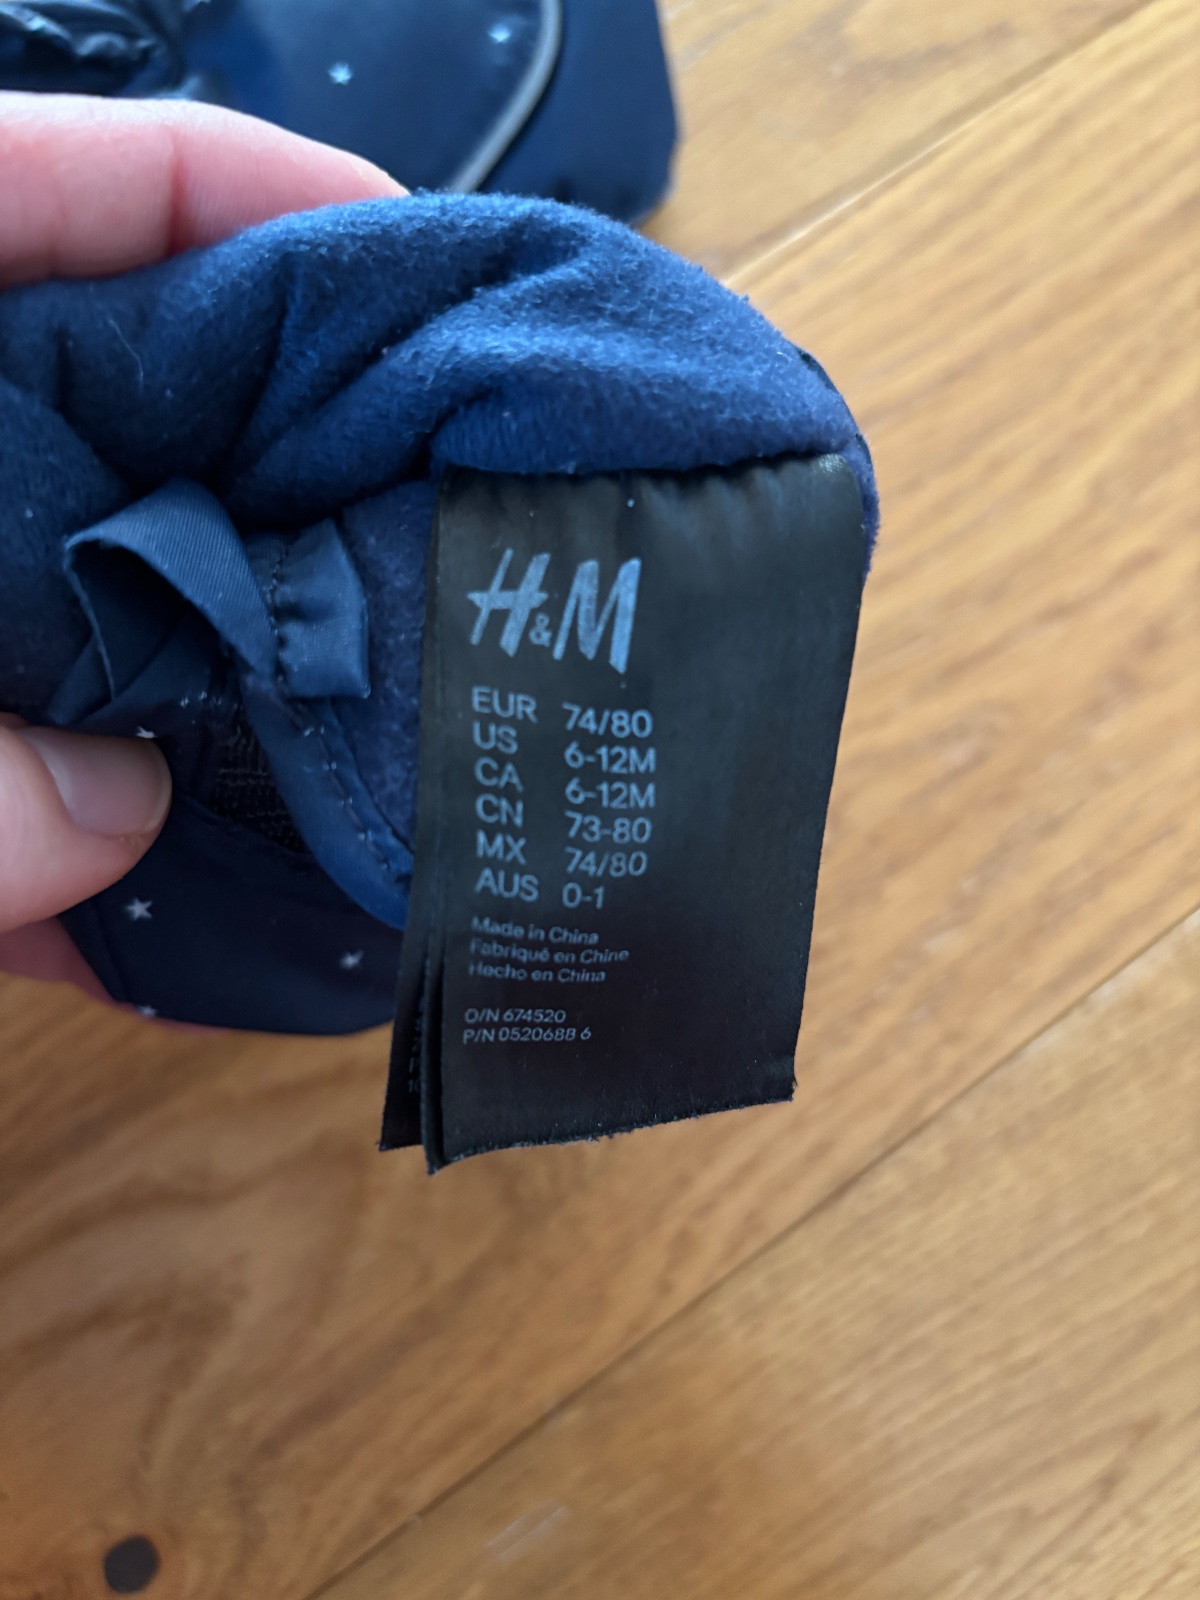 H&M
EUR 74/80
US 6-12M
CA 6-12M
CN 73-80
MX 74/80
AUS 0-1
Made in China
Fabriqué en Chine
Hecho en China
O/N 674520
P/N 0520688 6